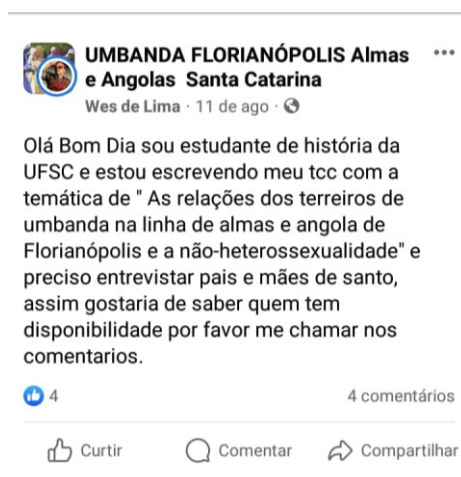 UMBANDA FLORIANÓPOLIS Almas
e Angolas Santa Catarina
Wes de Lima · 11 de ago ·
Olá Bom Dia sou estudante de história da
UFSC e estou escrevendo meu tcc com a
temática de " As relações dos terreiros de
umbanda na linha de almas e angola de
Florianópolis e a não-heterossexualidade" e
preciso entrevistar pais e mães de santo,
assim gostaria de saber quem tem
disponibilidade por favor me chamar nos
comentarios.
4 4 comentários
Curtir Comentar Compartilhar